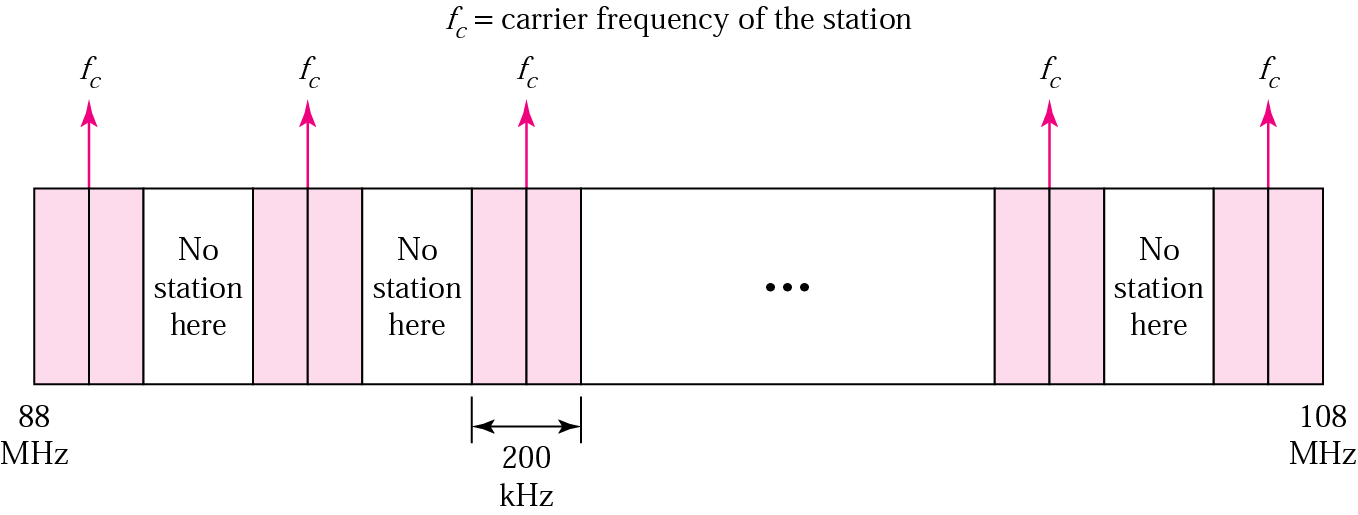 f_c = carrier frequency of the station
f_c
f_c
f_c
f_c
f_c
No
station
here
No
station
here
...
No
station
here
88
MHz
200
kHz
108
MHz